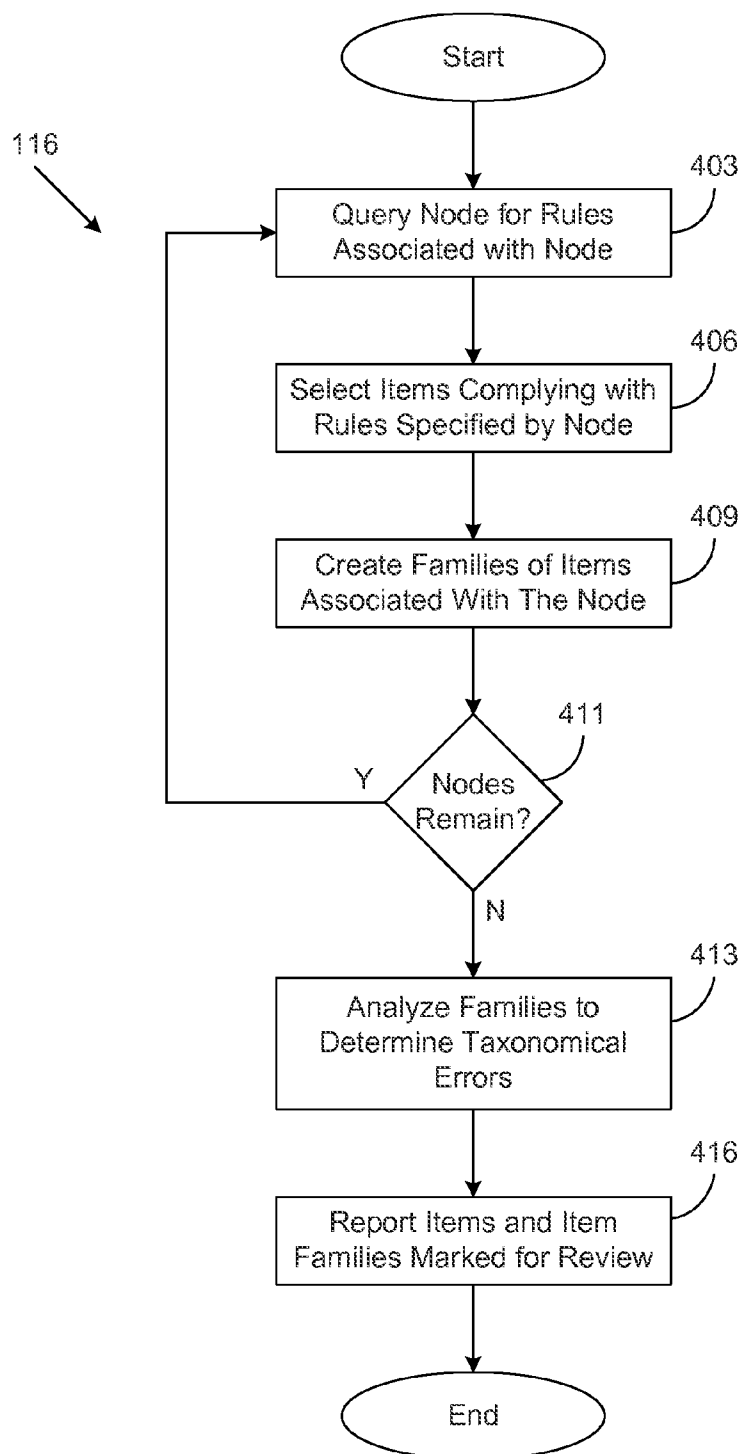 Start
116
403
Query Node for Rules
Associated with Node
406
Select Items Complying with
Rules Specified by Node
409
Create Families of Items
Associated With The Node
411
Y
Nodes
Remain?
N
413
Analyze Families to
Determine Taxonomical
Errors
416
Report Items and Item
Families Marked for Review
End